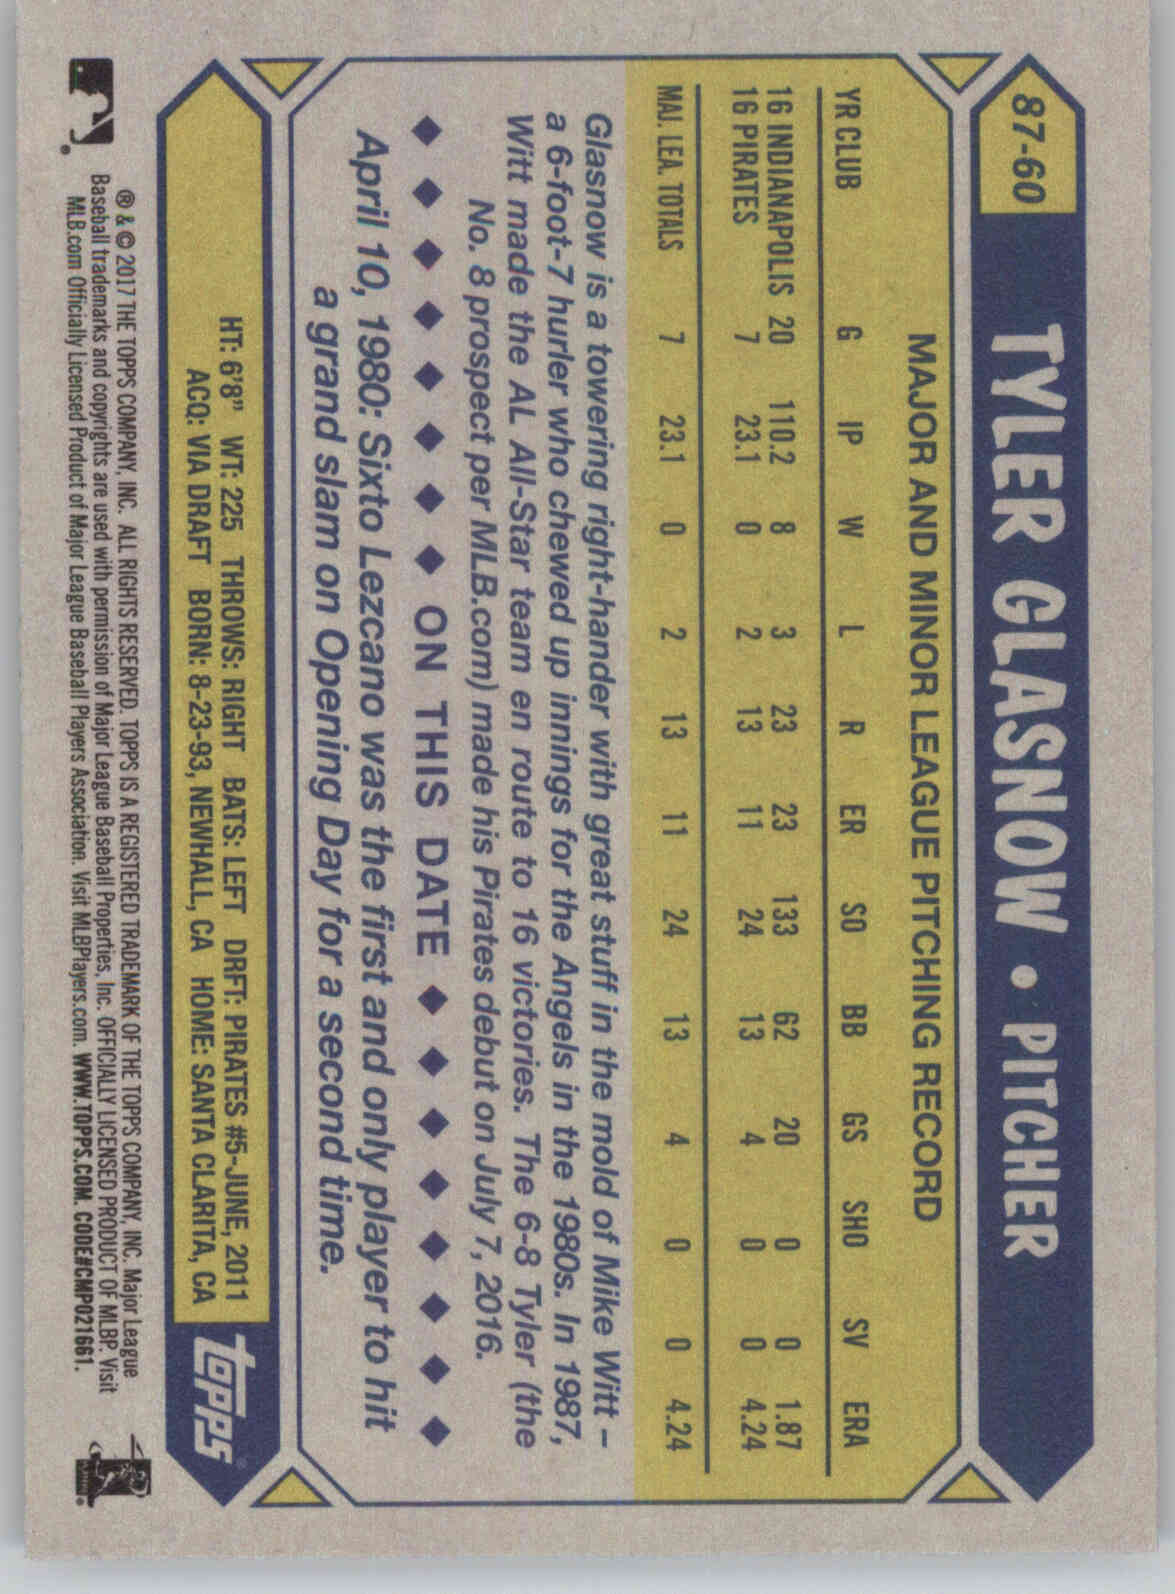 87-60 TYLER GLASNOW • PITCHER
MAJOR AND MINOR LEAGUE PITCHING RECORD
YR CLUB G IP W L R ER SO BB GS SHO SV ERA
16 INDIANAPOLIS 20 110.2 8 3 23 23 133 62 20 0 0 1.87
16 PIRATES 7 23.1 0 2 13 11 24 13 4 0 0 4.24
MAJ. LEA. TOTALS 7 23.1 0 2 13 11 24 13 4 0 0 4.24
Glasnow is a towering right-hander with great stuff in the mold of Mike Witt –
a 6-foot-7 hurler who chewed up innings for the Angels in the 1980s. In 1987,
Witt made the AL All-Star team en route to 16 victories. The 6-8 Tyler (the
No. 8 prospect per MLB.com) made his Pirates debut on July 7, 2016.
◆ ◆ ◆ ◆ ◆ ◆ ◆ ◆ ON THIS DATE ◆ ◆ ◆ ◆ ◆ ◆ ◆ ◆
April 10, 1980: Sixto Lezcano was the first and only player to hit
a grand slam on Opening Day for a second time.
HT: 6'8" WT: 225 THROWS: RIGHT BATS: LEFT DRFT: PIRATES #5-JUNE, 2011
ACQ: VIA DRAFT BORN: 8-23-93, NEWHALL, CA HOME: SANTA CLARITA, CA
topps®
® & © 2017 THE TOPPS COMPANY, INC. ALL RIGHTS RESERVED. TOPPS IS A REGISTERED TRADEMARK OF THE TOPPS COMPANY, INC. Major League
Baseball trademarks and copyrights are used with permission of Major League Baseball Properties, Inc. OFFICIALLY LICENSED PRODUCT OF MLBP. Visit
MLB.com Officially Licensed Product of Major League Baseball Players Association. Visit MLBPlayers.com. WWW.TOPPS.COM. CODE#CMP021661.